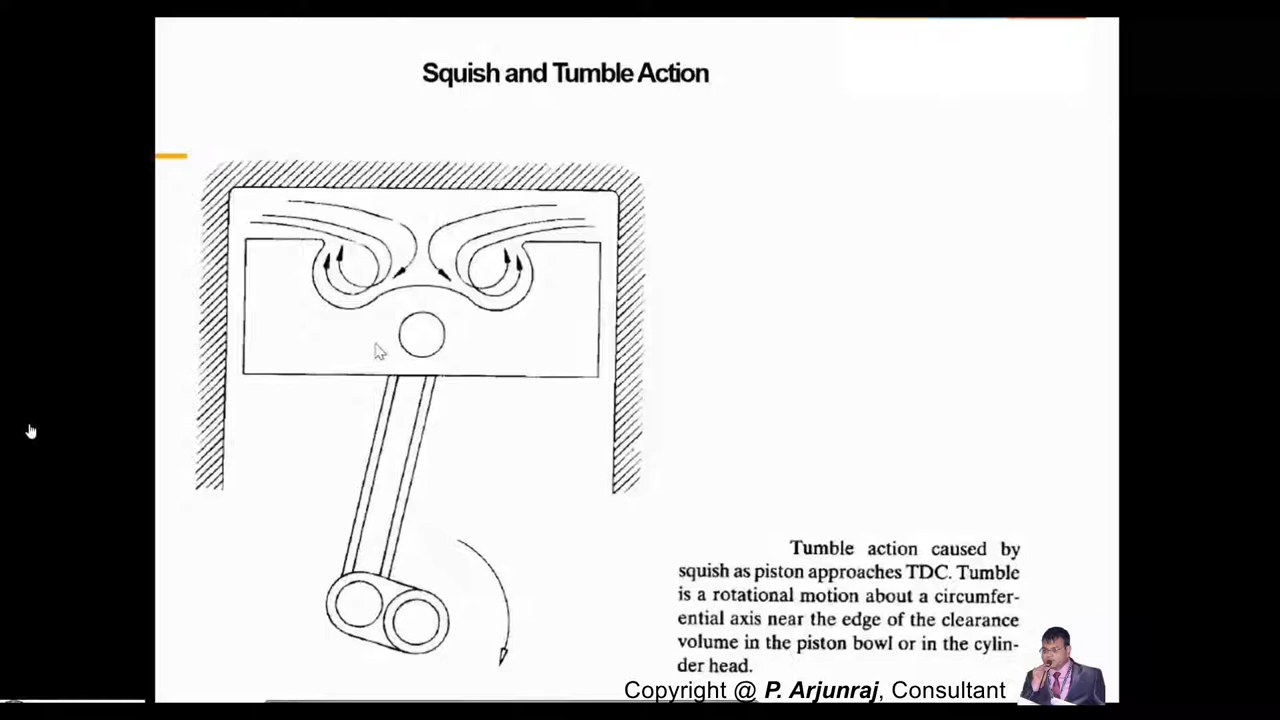 Squish and Tumble Action
Tumble action caused by
squish as piston approaches TDC. Tumble
is a rotational motion about a circumfer-
ential axis near the edge of the clearance
volume in the piston bowl or in the cylin-
der head.
Copyright @ P. Arjunraj, Consultant